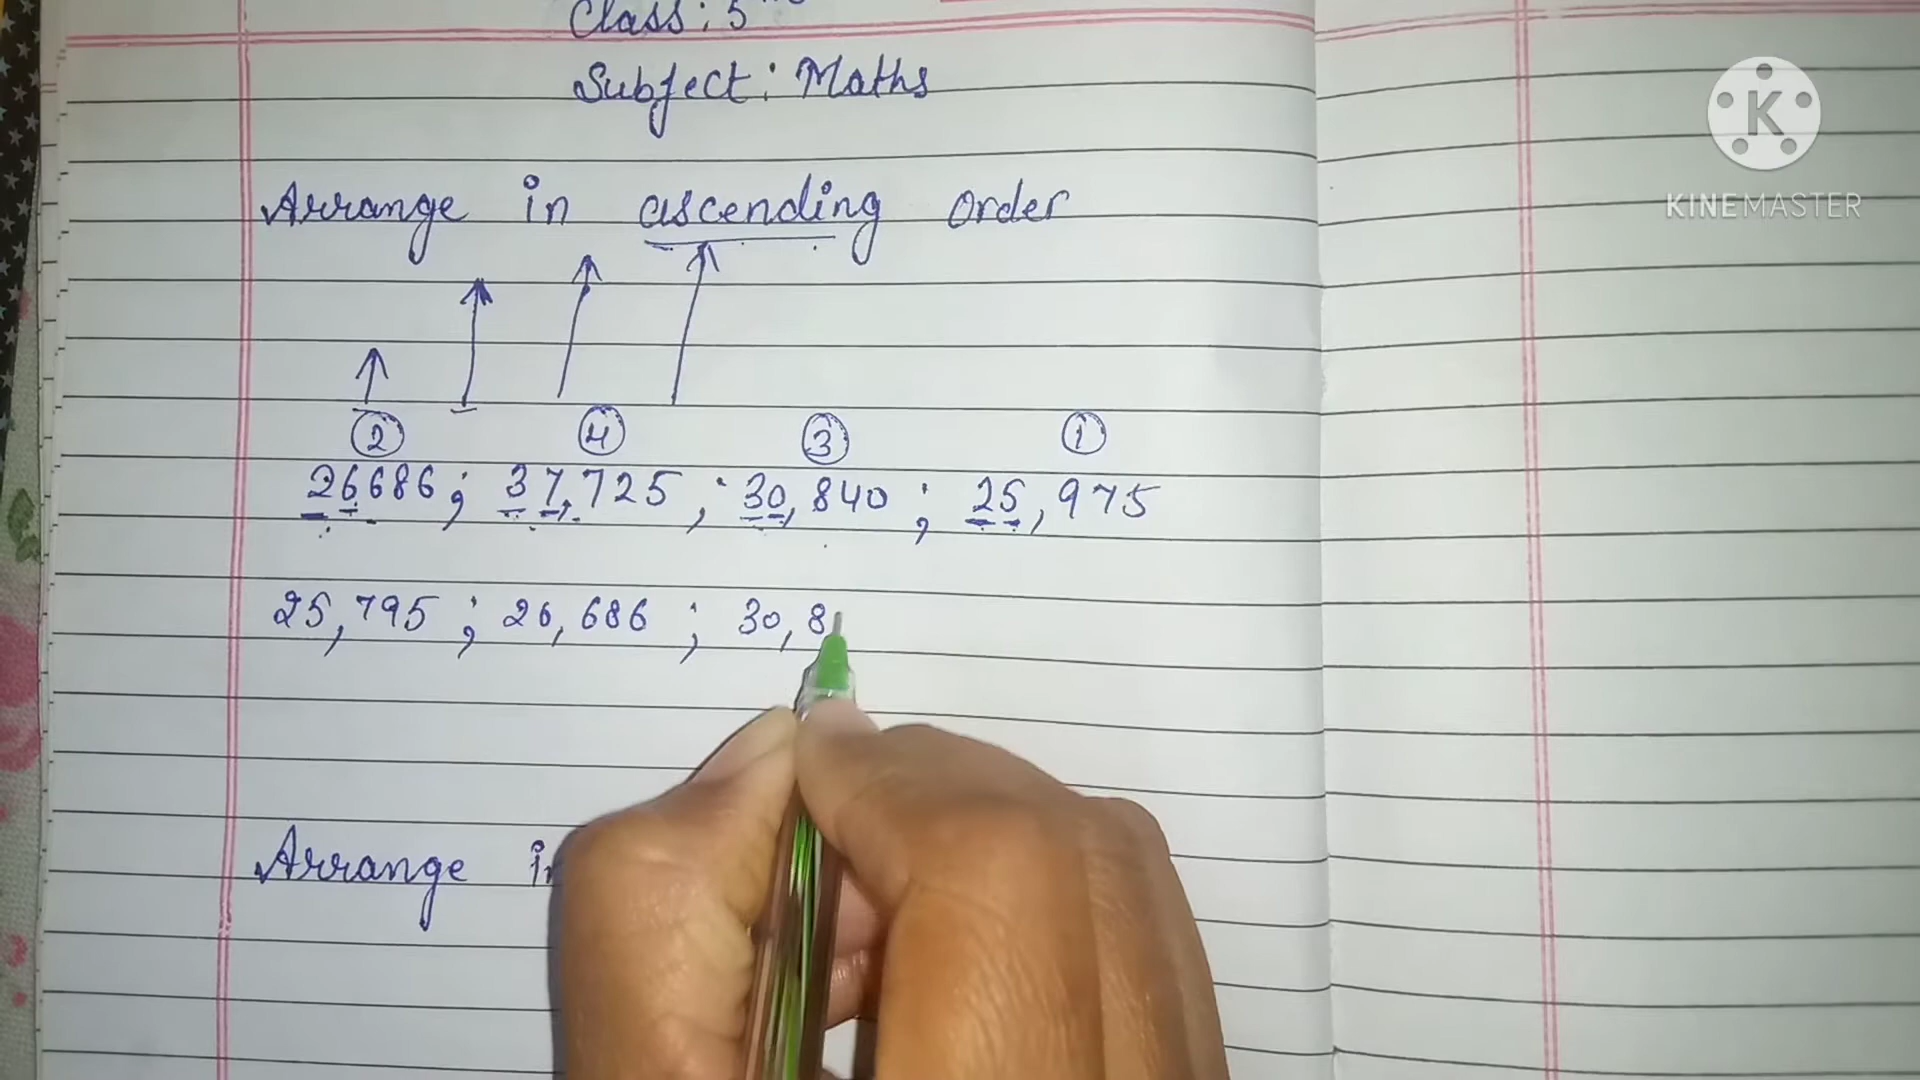 Class: 5
Subject: Maths
K
KINEMASTER
Arrange in ascending order
2 4 3 1
26686; 37,725; 30,840; 25,975
25,795; 26,686; 30,8
Arrange in